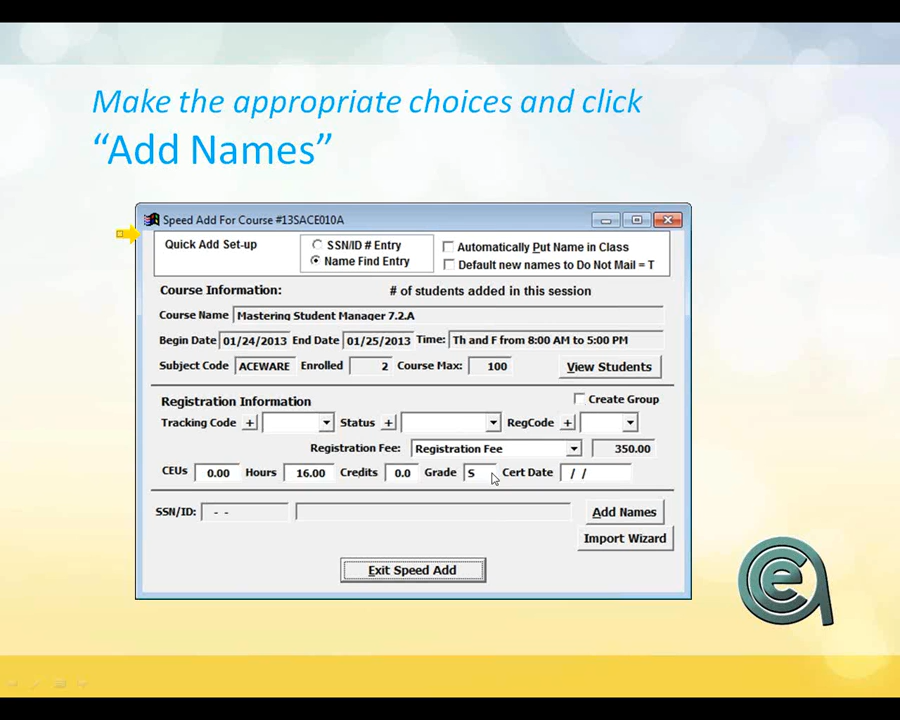 Make the appropriate choices and click
“Add Names”
Speed Add For Course #13SACE010A
Quick Add Set-up
SSN/ID # Entry
Automatically Put Name in Class
Name Find Entry
Default new names to Do Not Mail = T
Course Information: # of students added in this session
Course Name Mastering Student Manager 7.2.A
Begin Date 01/24/2013 End Date 01/25/2013 Time: Th and F from 8:00 AM to 5:00 PM
Subject Code ACEWARE Enrolled 2 Course Max: 100 View Students
Registration Information Create Group
Tracking Code + Status + RegCode +
Registration Fee: Registration Fee 350.00
CEUs 0.00 Hours 16.00 Credits 0.0 Grade S Cert Date / /
SSN/ID: - - Add Names
Import Wizard
Exit Speed Add